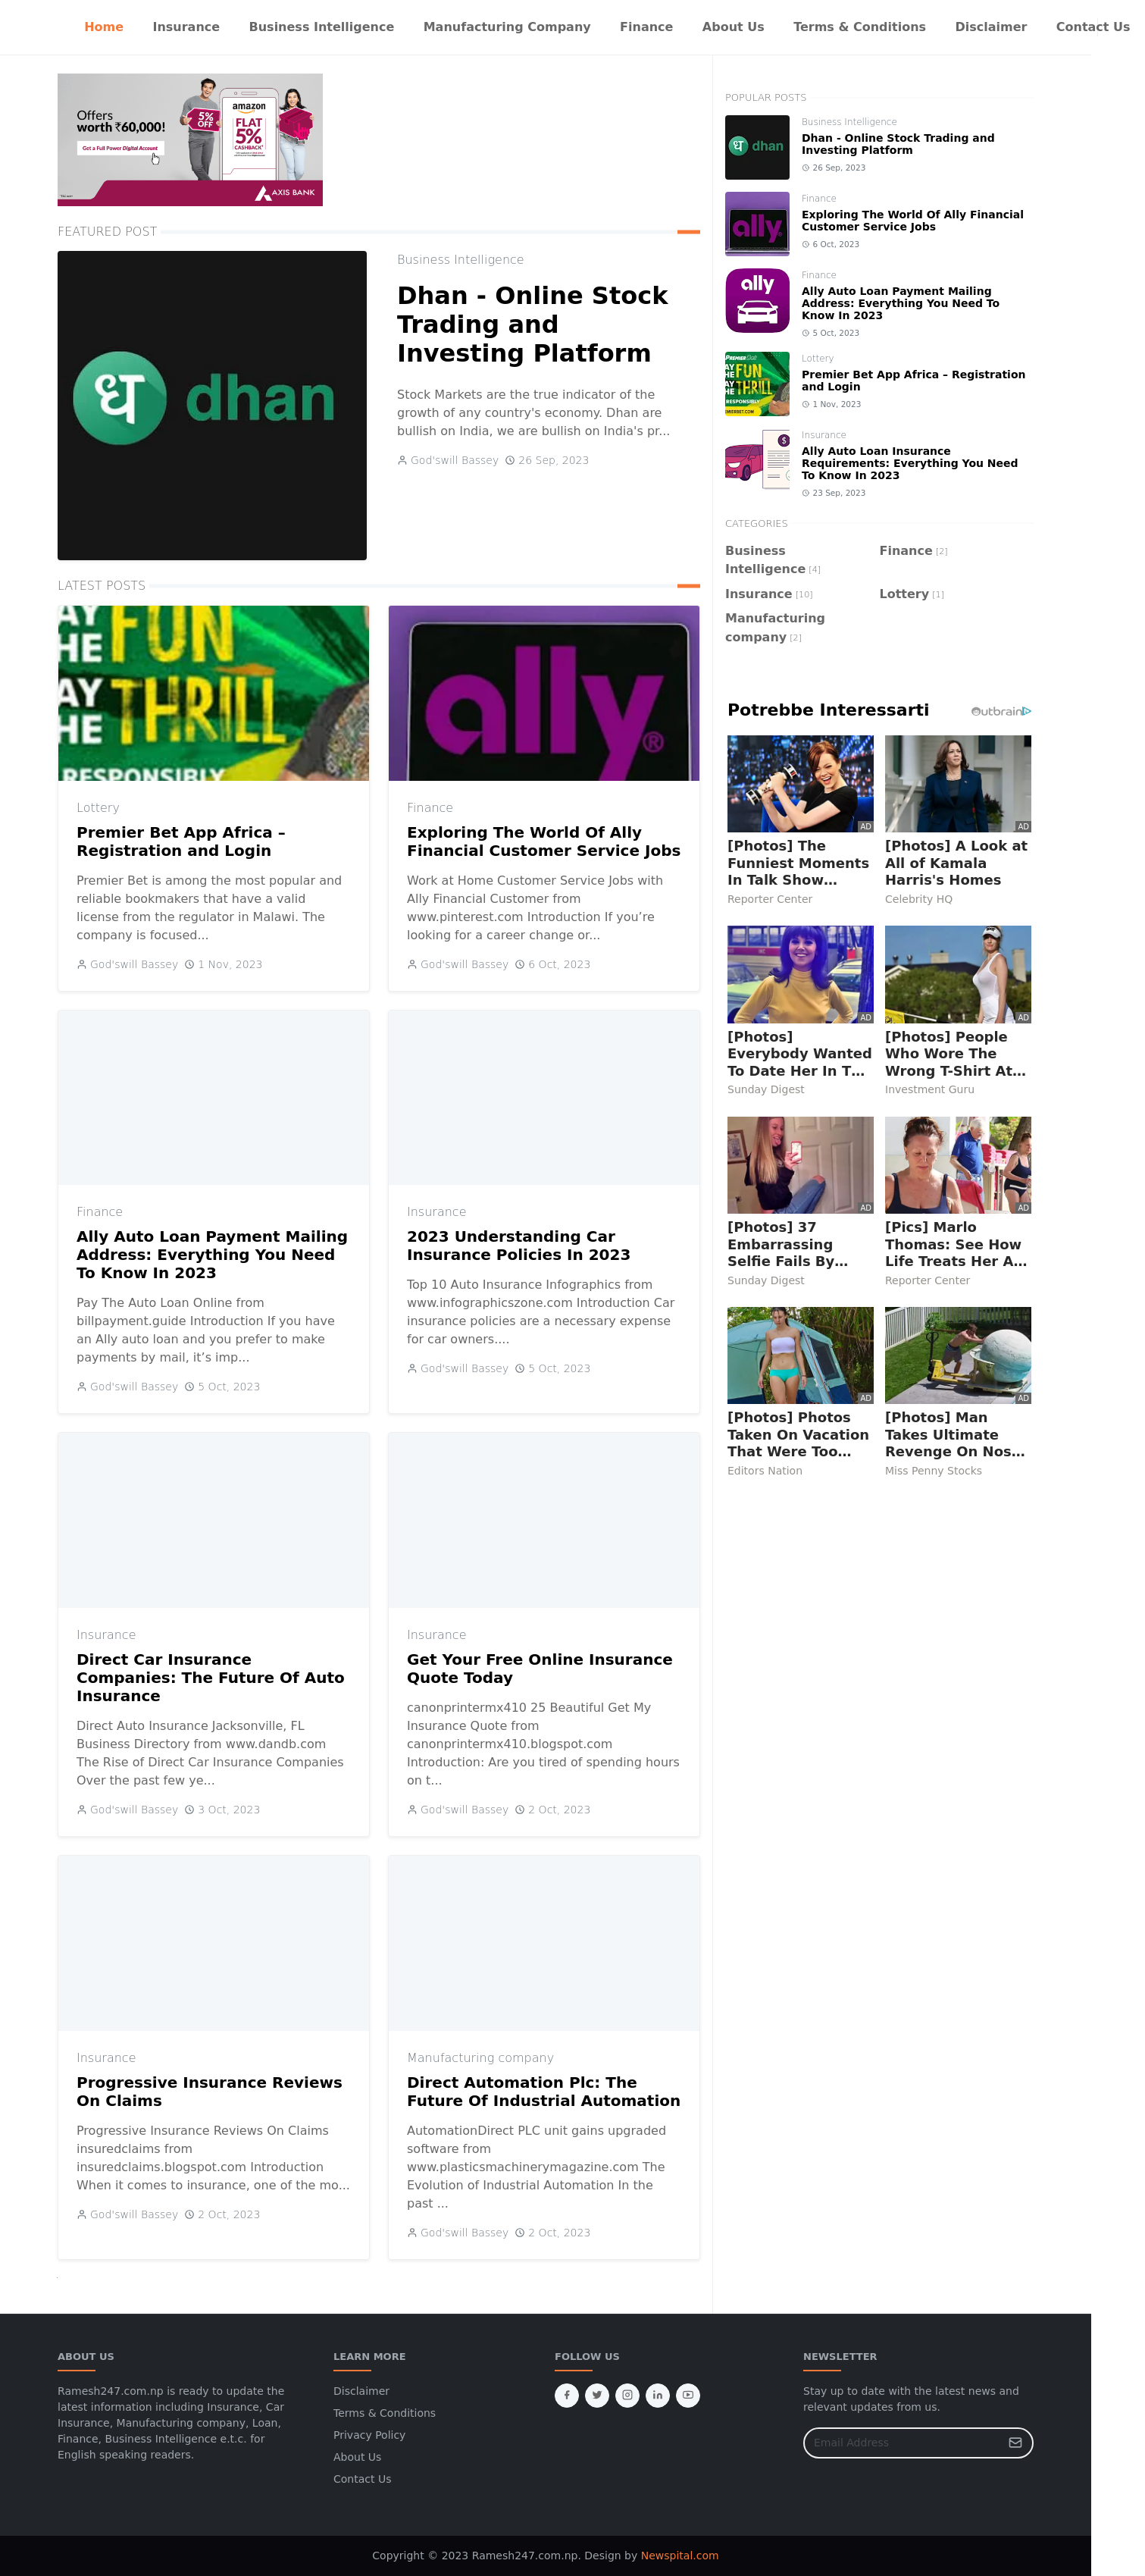 Home Insurance Business Intelligence Manufacturing Company Finance About Us Terms & Conditions Disclaimer Contact Us
Offers
worth ₹60,000!
Get a Full Power Digital Account
5%
OFF
amazon
FLAT
5%
CASHBACK
AXIS BANK
FEATURED POST
dhan
Business Intelligence
Dhan - Online Stock
Trading and
Investing Platform
Stock Markets are the true indicator of the
growth of any country's economy. Dhan are
bullish on India, we are bullish on India's pr...
God'swill Bassey 26 Sep, 2023
LATEST POSTS
AY
HE
AY
HE
FUN
THRILL
RESPONSIBLY
Lottery
Premier Bet App Africa –
Registration and Login
Premier Bet is among the most popular and
reliable bookmakers that have a valid
license from the regulator in Malawi. The
company is focused...
God'swill Bassey 1 Nov, 2023
ally
Finance
Exploring The World Of Ally
Financial Customer Service Jobs
Work at Home Customer Service Jobs with
Ally Financial Customer from
www.pinterest.com Introduction If you’re
looking for a career change or...
God'swill Bassey 6 Oct, 2023
Finance
Ally Auto Loan Payment Mailing
Address: Everything You Need
To Know In 2023
Pay The Auto Loan Online from
billpayment.guide Introduction If you have
an Ally auto loan and you prefer to make
payments by mail, it’s imp...
God'swill Bassey 5 Oct, 2023
Insurance
2023 Understanding Car
Insurance Policies In 2023
Top 10 Auto Insurance Infographics from
www.infographicszone.com Introduction Car
insurance policies are a necessary expense
for car owners....
God'swill Bassey 5 Oct, 2023
Insurance
Direct Car Insurance
Companies: The Future Of Auto
Insurance
Direct Auto Insurance Jacksonville, FL
Business Directory from www.dandb.com
The Rise of Direct Car Insurance Companies
Over the past few ye...
God'swill Bassey 3 Oct, 2023
Insurance
Get Your Free Online Insurance
Quote Today
canonprintermx410 25 Beautiful Get My
Insurance Quote from
canonprintermx410.blogspot.com
Introduction: Are you tired of spending hours
on t...
God'swill Bassey 2 Oct, 2023
Insurance
Progressive Insurance Reviews
On Claims
Progressive Insurance Reviews On Claims
insuredclaims from
insuredclaims.blogspot.com Introduction
When it comes to insurance, one of the mo...
God'swill Bassey 2 Oct, 2023
Manufacturing company
Direct Automation Plc: The
Future Of Industrial Automation
AutomationDirect PLC unit gains upgraded
software from
www.plasticsmachinerymagazine.com The
Evolution of Industrial Automation In the
past ...
God'swill Bassey 2 Oct, 2023
POPULAR POSTS
dhan
Business Intelligence
Dhan - Online Stock Trading and
Investing Platform
26 Sep, 2023
ally
Finance
Exploring The World Of Ally Financial
Customer Service Jobs
6 Oct, 2023
ally
Finance
Ally Auto Loan Payment Mailing
Address: Everything You Need To
Know In 2023
5 Oct, 2023
FUN
THRILL
Lottery
Premier Bet App Africa – Registration
and Login
1 Nov, 2023
Insurance
Ally Auto Loan Insurance
Requirements: Everything You Need
To Know In 2023
23 Sep, 2023
CATEGORIES
Business
Intelligence [4]
Finance [2]
Insurance [10]
Lottery [1]
Manufacturing
company [2]
Potrebbe Interessarti
outbrain
AD
[Photos] The
Funniest Moments
In Talk Show...
Reporter Center
AD
[Photos] A Look at
All of Kamala
Harris's Homes
Celebrity HQ
AD
[Photos]
Everybody Wanted
To Date Her In T...
Sunday Digest
AD
[Photos] People
Who Wore The
Wrong T-Shirt At...
Investment Guru
AD
[Photos] 37
Embarrassing
Selfie Fails By...
Sunday Digest
AD
[Pics] Marlo
Thomas: See How
Life Treats Her A...
Reporter Center
AD
[Photos] Photos
Taken On Vacation
That Were Too...
Editors Nation
AD
[Photos] Man
Takes Ultimate
Revenge On Nos...
Miss Penny Stocks
ABOUT US
Ramesh247.com.np is ready to update the
latest information including Insurance, Car
Insurance, Manufacturing company, Loan,
Finance, Business Intelligence e.t.c. for
English speaking readers.
LEARN MORE
Disclaimer
Terms & Conditions
Privacy Policy
About Us
Contact Us
FOLLOW US
NEWSLETTER
Stay up to date with the latest news and
relevant updates from us.
Email Address
Copyright © 2023 Ramesh247.com.np. Design by Newspital.com